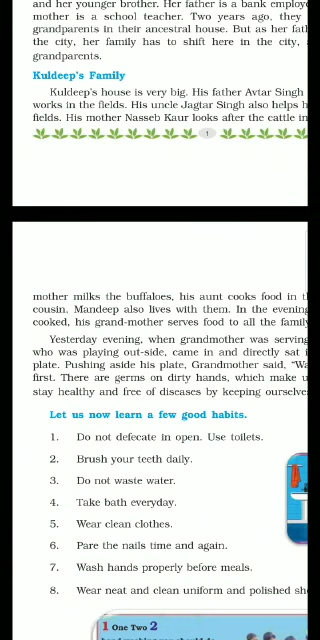 and her younger brother. Her father is a bank employ
mother is a school teacher. Two years ago, they
grandparents in their ancestral house. But as her fat
the city, her family has to shift here in the city,
grandparents.
Kuldeep's Family
Kuldeep's house is very big. His father Avtar Singh
works in the fields. His uncle Jagtar Singh also helps h
fields. His mother Nasseb Kaur looks after the cattle in
1
mother milks the buffaloes, his aunt cooks food in t
cousin, Mandeep also lives with them. In the evening
cooked, his grand-mother serves food to all the family
Yesterday evening, when grandmother was serving
who was playing out-side, came in and directly sat i
plate. Pushing aside his plate, Grandmother said, "Wa
first. There are germs on dirty hands, which make u
stay healthy and free of diseases by keeping ourselve
Let us now learn a few good habits.
1. Do not defecate in open. Use toilets.
2. Brush your teeth daily.
3. Do not waste water.
4. Take bath everyday.
5. Wear clean clothes.
6. Pare the nails time and again.
7. Wash hands properly before meals.
8. Wear neat and clean uniform and polished sh
1 One Two 2